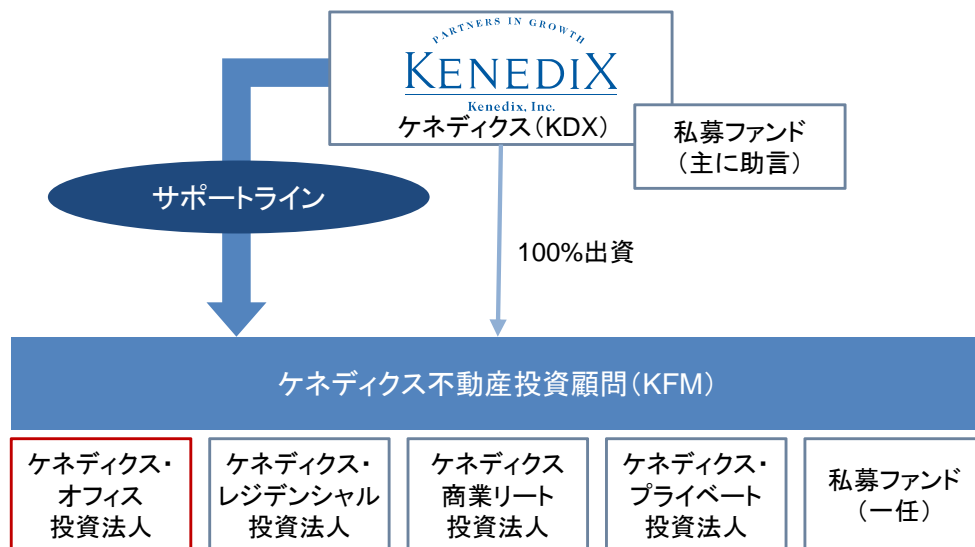 PARTNERS IN GROWTH
KENEDIX
Kenedix, Inc.
ケネディクス(KDX)
私募ファンド
(主に助言)
サポートライン
100%出資
ケネディクス不動産投資顧問(KFM)
ケネディクス・
オフィス
投資法人
ケネディクス・
レジデンシャル
投資法人
ケネディクス
商業リート
投資法人
ケネディクス・
プライベート
投資法人
私募ファンド
(一任)